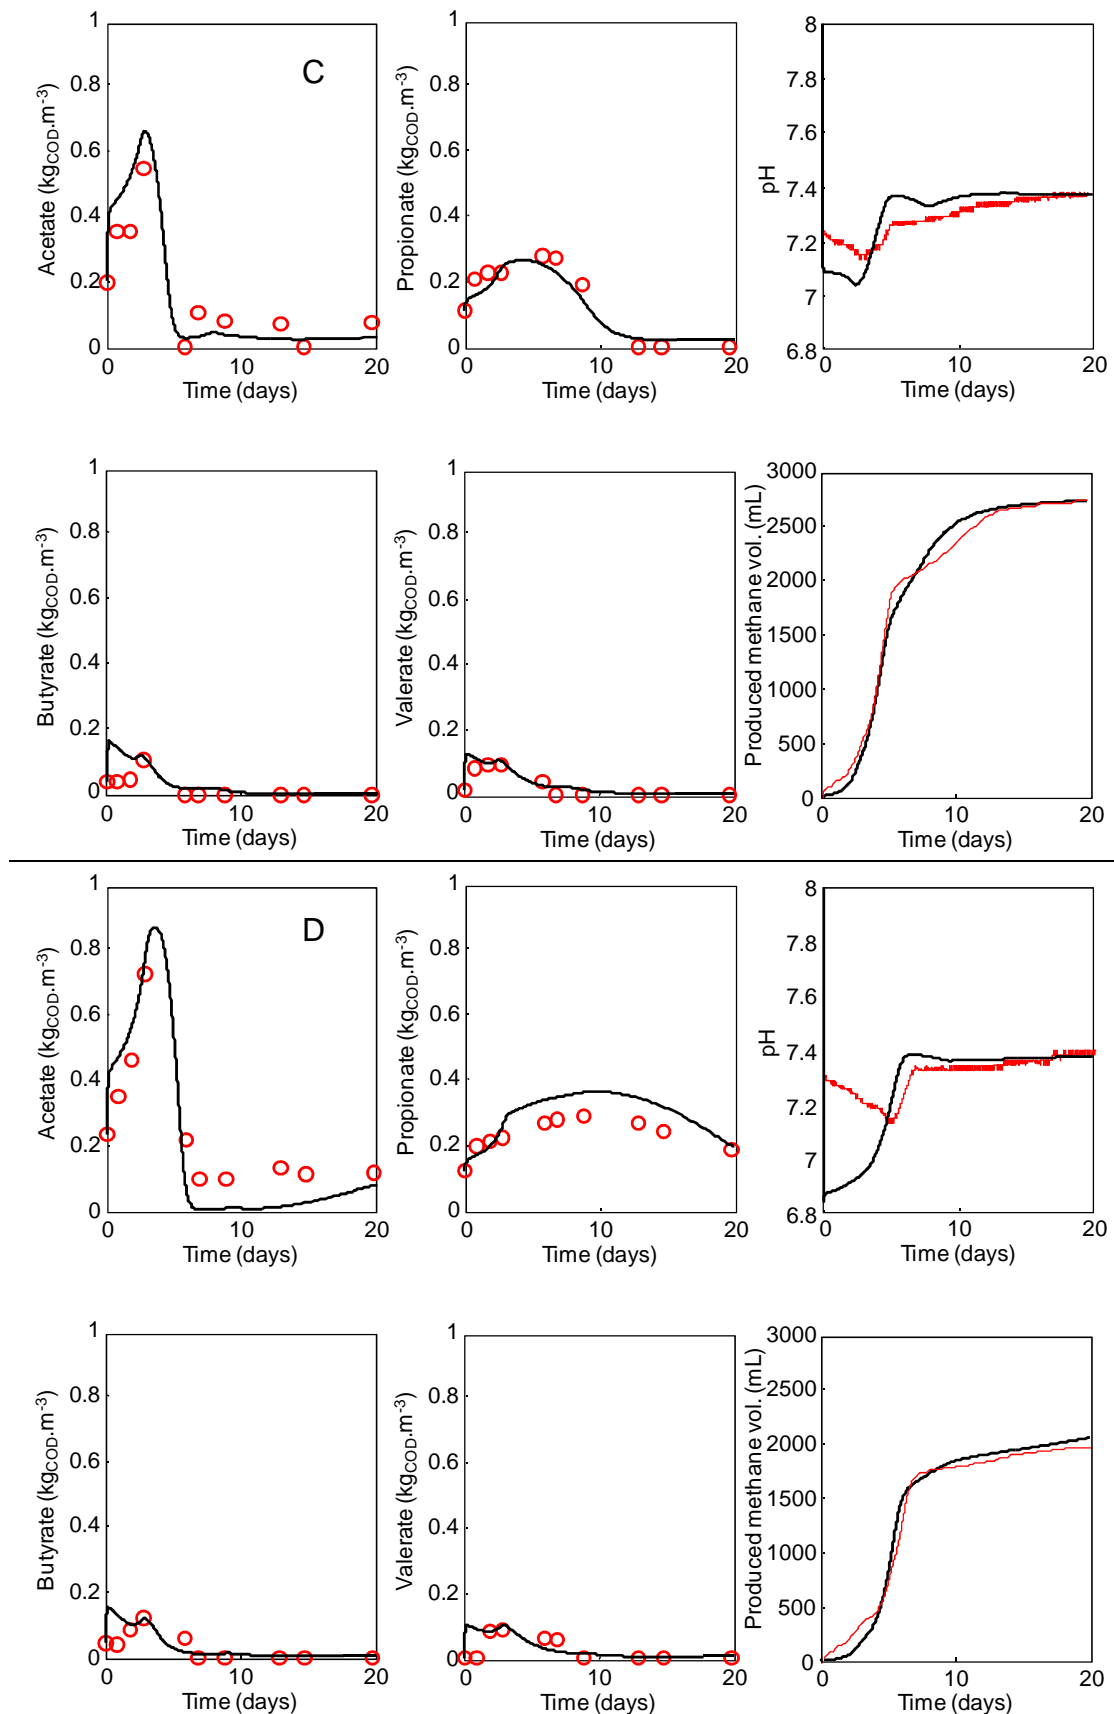 1
0.8
0.6
0.4
0.2
0
Acetate (kgCOD.m-3)
C
0 10 20
Time (days)
1
0.8
0.6
0.4
0.2
0
Propionate (kgCOD.m-3)
0 10 20
Time (days)
8
7.8
7.6
7.4
7.2
7
6.8
pH
0 10 20
Time (days)
1
0.8
0.6
0.4
0.2
0
Butyrate (kgCOD.m-3)
0 10 20
Time (days)
1
0.8
0.6
0.4
0.2
0
Valerate (kgCOD.m-3)
0 10 20
Time (days)
3000
2500
2000
1500
1000
500
0
Produced methane vol. (mL)
0 10 20
Time (days)
1
0.8
0.6
0.4
0.2
0
Acetate (kgCOD.m-3)
D
0 10 20
Time (days)
1
0.8
0.6
0.4
0.2
0
Propionate (kgCOD.m-3)
0 10 20
Time (days)
8
7.8
7.6
7.4
7.2
7
6.8
pH
0 10 20
Time (days)
1
0.8
0.6
0.4
0.2
0
Butyrate (kgCOD.m-3)
0 10 20
Time (days)
1
0.8
0.6
0.4
0.2
0
Valerate (kgCOD.m-3)
0 10 20
Time (days)
3000
2500
2000
1500
1000
500
0
Produced methane vol. (mL)
0 10 20
Time (days)